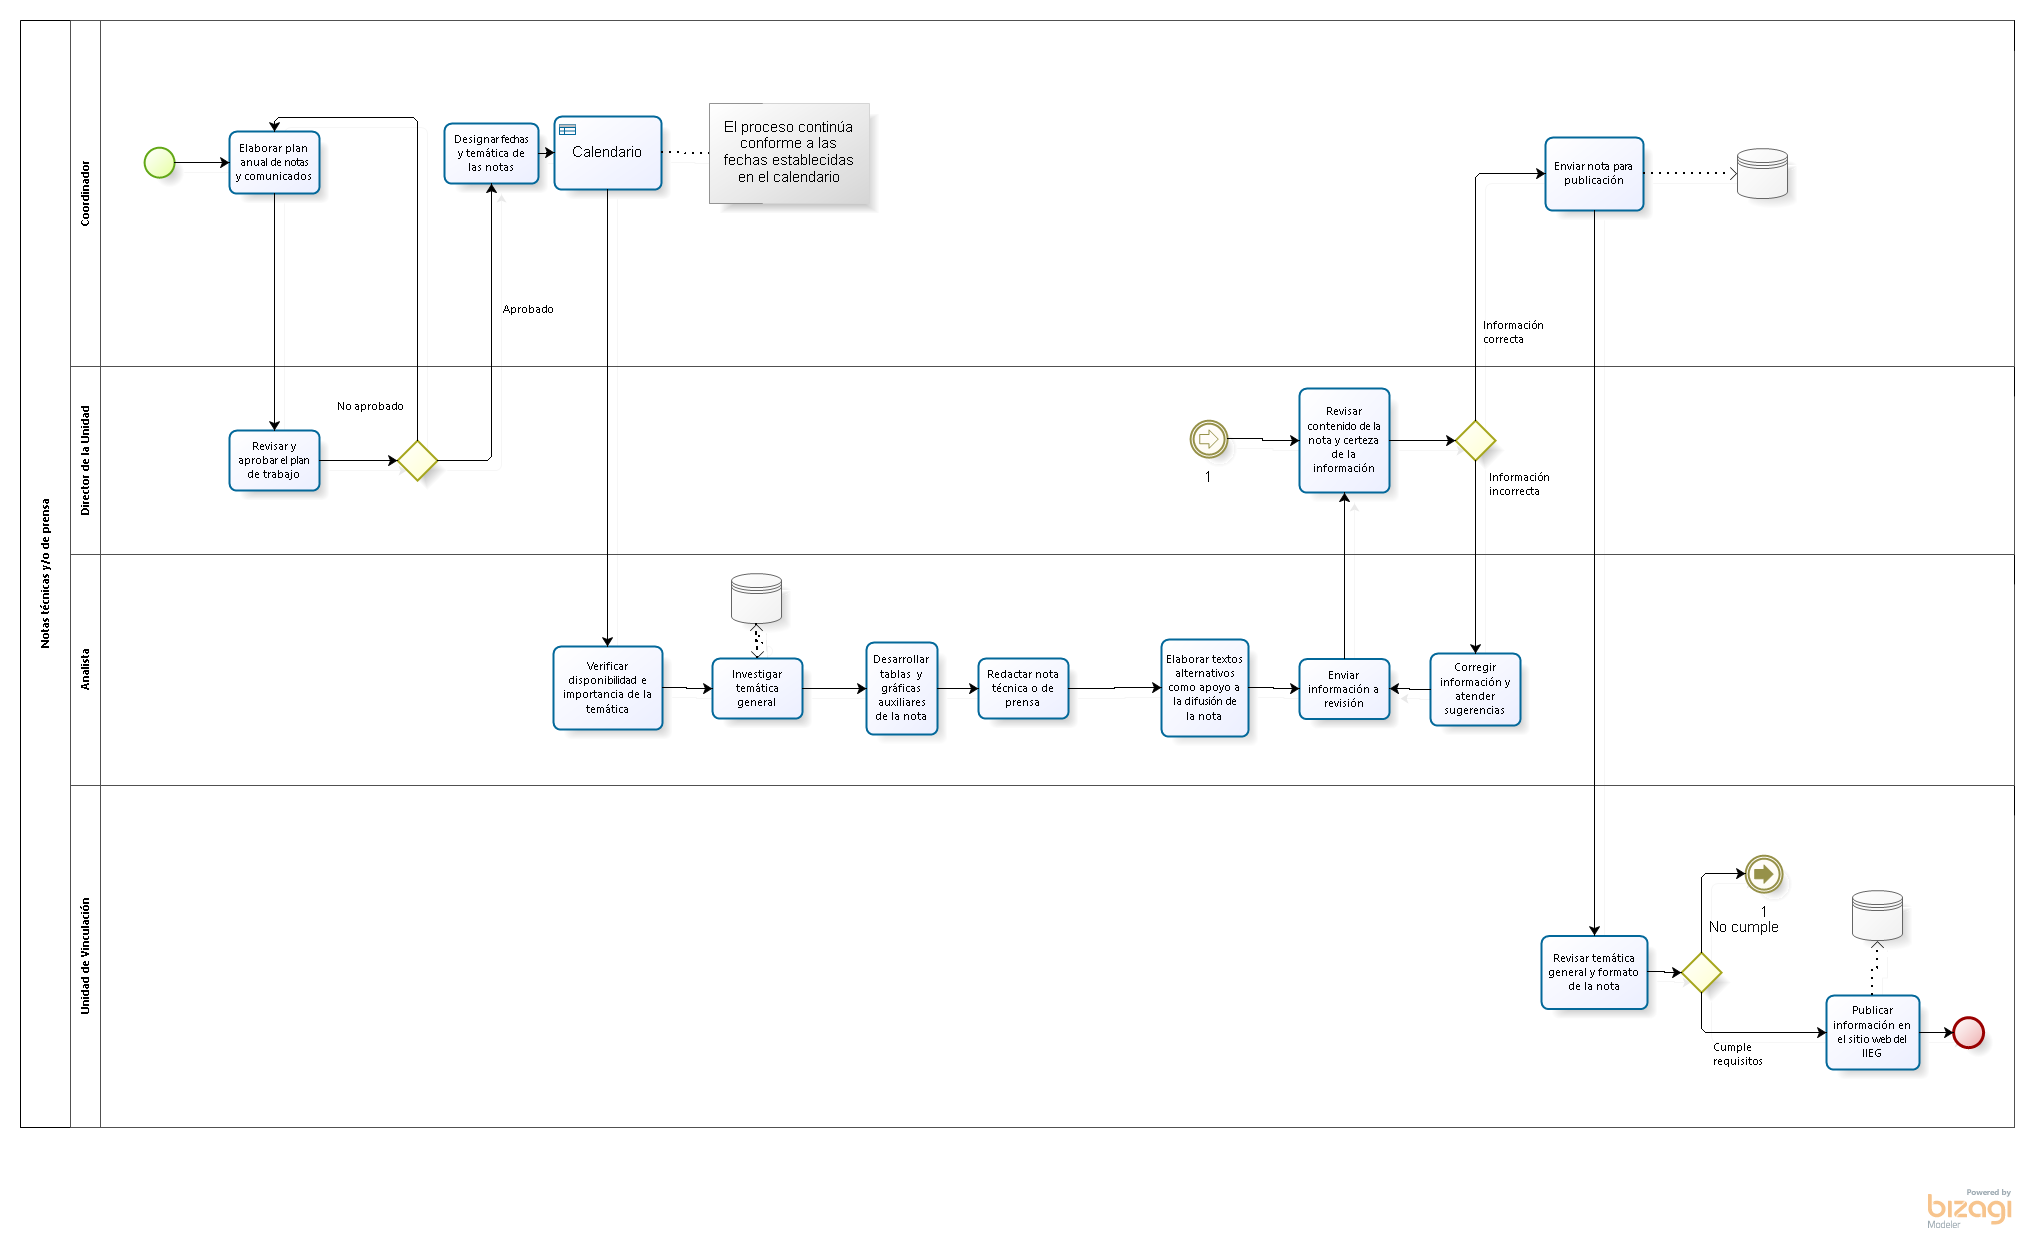 Notas técnicas y/o de prensa
Coordinador
Elaborar plan
anual de notas
y comunicados
Designar fechas
y temática de
las notas
Calendario
El proceso continúa
conforme a las
fechas establecidas
en el calendario
Enviar nota para
publicación
Aprobado
Información
correcta
Director de la Unidad
No aprobado
Revisar y
aprobar el plan
de trabajo
1
Revisar
contenido de la
nota y certeza
de la
información
Información
incorrecta
Analista
Verificar
disponibilidad e
importancia de la
temática
Investigar
temática
general
Desarrollar
tablas y
gráficas
auxiliares
de la nota
Redactar nota
técnica o de
prensa
Elaborar textos
alternativos
como apoyo a
la difusión de
la nota
Enviar
información a
revisión
Corregir
información y
atender
sugerencias
Unidad de Vinculación
Revisar temática
general y formato
de la nota
1
No cumple
Cumple
requisitos
Publicar
información en
el sitio web del
IIEG
Powered by
bizagi
Modeler